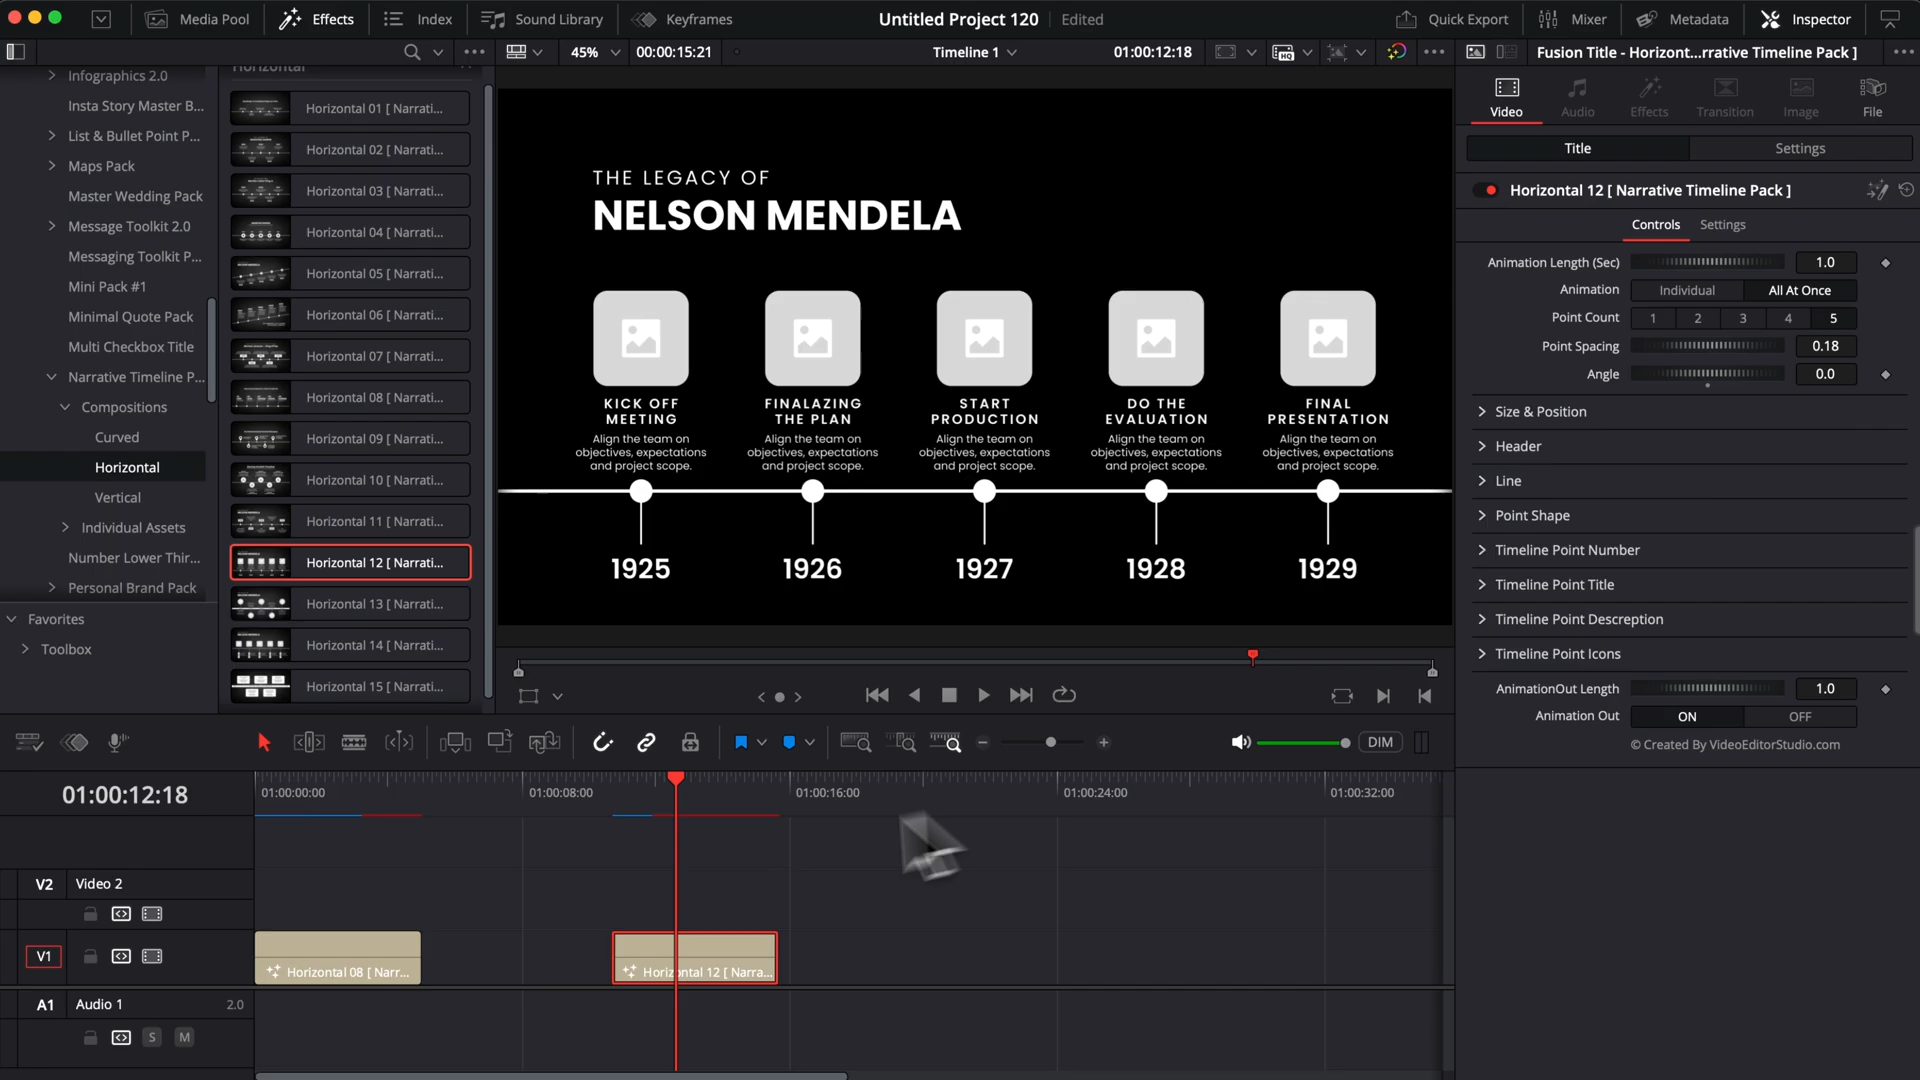 Media Pool
Effects
Index
Sound Library
Keyframes
Untitled Project 120
Edited
Quick Export
Mixer
Metadata
Inspector
45%
00:00:15:21
Timeline 1
01:00:12:18
Fusion Title - Horizont...rrative Timeline Pack ]
Infographics 2.0
Insta Story Master B...
List & Bullet Point P...
Maps Pack
Master Wedding Pack
Message Toolkit 2.0
Messaging Toolkit P...
Mini Pack #1
Minimal Quote Pack
Multi Checkbox Title
Narrative Timeline P...
Compositions
Curved
Horizontal
Vertical
Individual Assets
Number Lower Thir...
Personal Brand Pack
Favorites
Toolbox
Horizontal
Horizontal 01 [ Narrati...
Horizontal 02 [ Narrati...
Horizontal 03 [ Narrati...
Horizontal 04 [ Narrati...
Horizontal 05 [ Narrati...
Horizontal 06 [ Narrati...
Horizontal 07 [ Narrati...
Horizontal 08 [ Narrati...
Horizontal 09 [ Narrati...
Horizontal 10 [ Narrati...
Horizontal 11 [ Narrati...
Horizontal 12 [ Narrati...
Horizontal 13 [ Narrati...
Horizontal 14 [ Narrati...
Horizontal 15 [ Narrati...
THE LEGACY OF
NELSON MENDELA
KICK OFF
MEETING
Align the team on
objectives, expectations
and project scope.
1925
FINALAZING
THE PLAN
Align the team on
objectives, expectations
and project scope.
1926
START
PRODUCTION
Align the team on
objectives, expectations
and project scope.
1927
DO THE
EVALUATION
Align the team on
objectives, expectations
and project scope.
1928
FINAL
PRESENTATION
Align the team on
objectives, expectations
and project scope.
1929
Video
Audio
Effects
Transition
Image
File
Title
Settings
Horizontal 12 [ Narrative Timeline Pack ]
Controls
Settings
Animation Length (Sec)
1.0
Animation
Individual
All At Once
Point Count
1
2
3
4
5
Point Spacing
0.18
Angle
0.0
Size & Position
Header
Line
Point Shape
Timeline Point Number
Timeline Point Title
Timeline Point Descreption
Timeline Point Icons
AnimationOut Length
1.0
Animation Out
ON
OFF
© Created By VideoEditorStudio.com
DIM
01:00:12:18
01:00:00:00
01:00:08:00
01:00:16:00
01:00:24:00
01:00:32:00
V2
Video 2
V1
Horizontal 08 [ Narr...
Horizontal 12 [ Narra...
A1
Audio 1
2.0
S
M